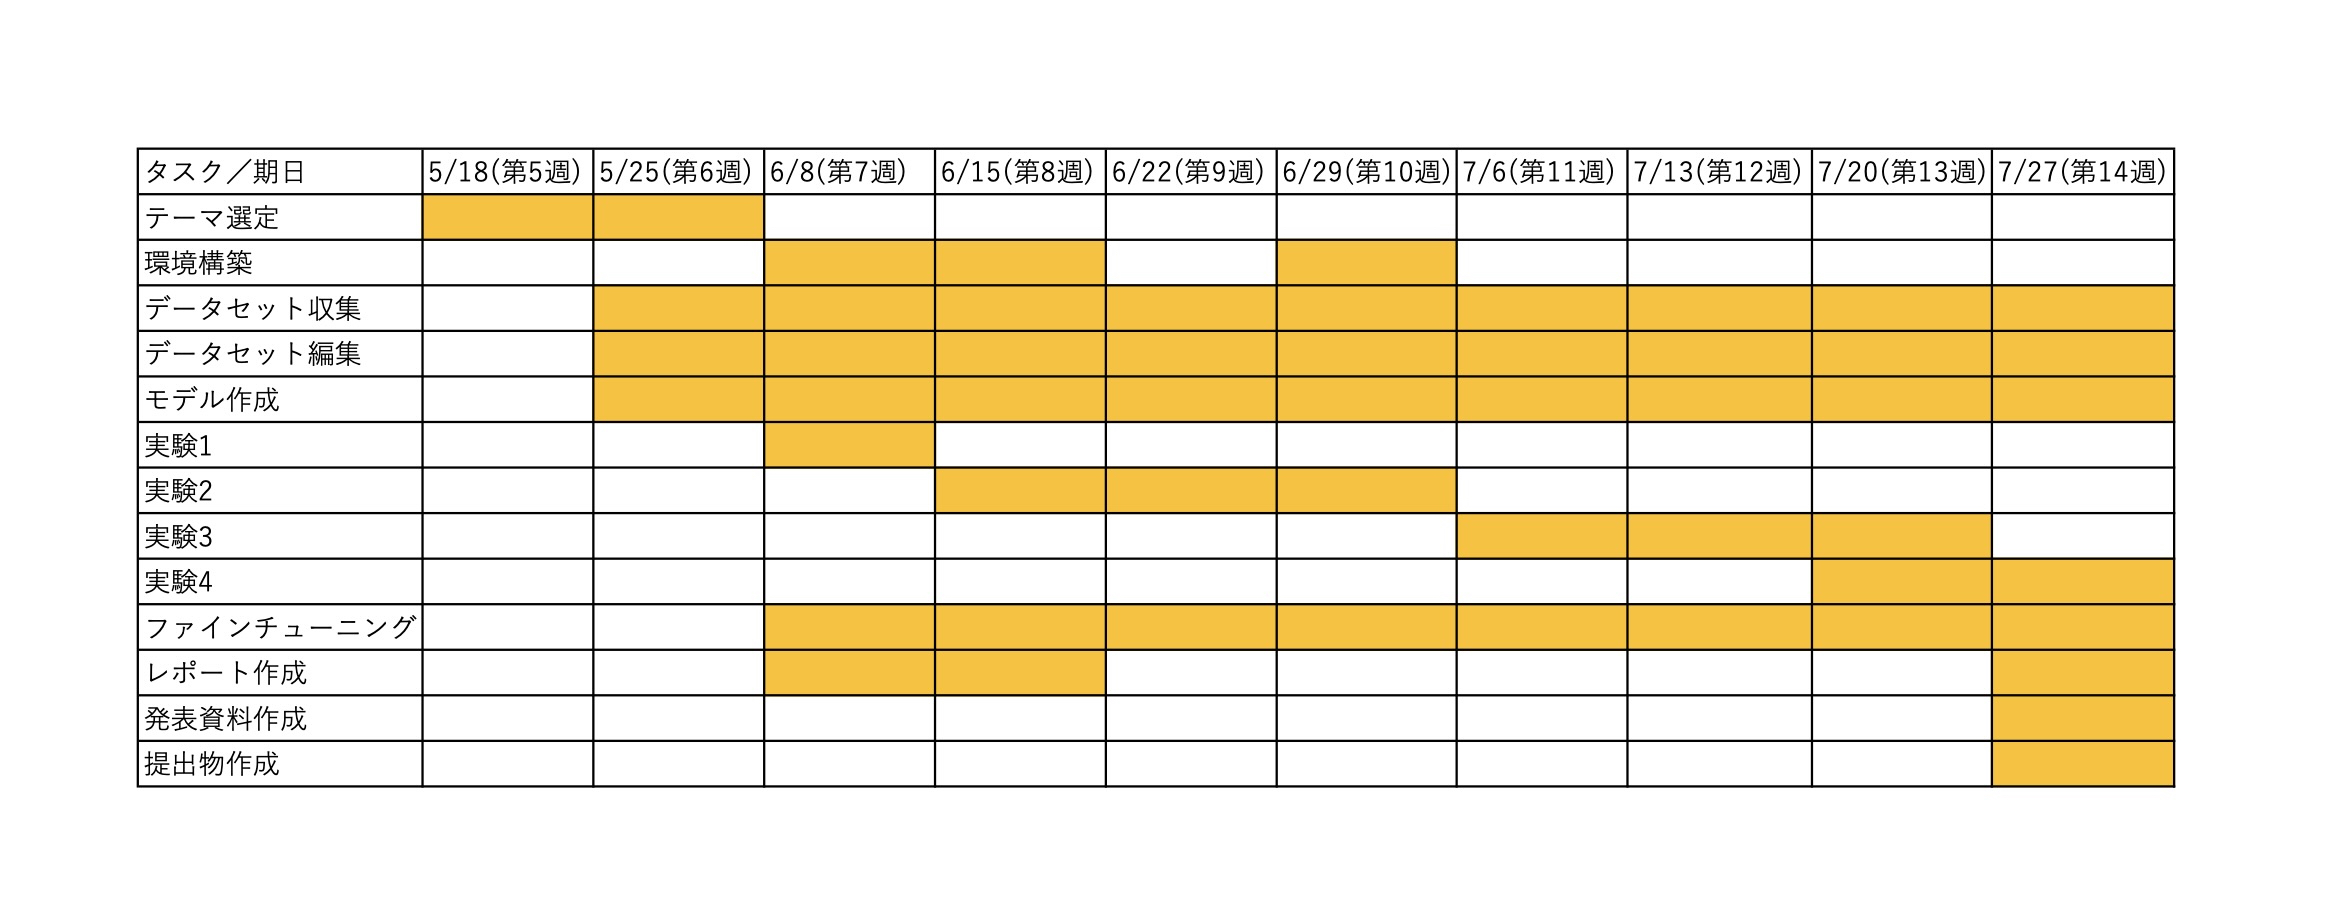 タスク／期日 5/18(第5週) 5/25(第6週) 6/8(第7週) 6/15(第8週) 6/22(第9週) 6/29(第10週) 7/6(第11週) 7/13(第12週) 7/20(第13週) 7/27(第14週)
テーマ選定
環境構築
データセット収集
データセット編集
モデル作成
実験1
実験2
実験3
実験4
ファインチューニング
レポート作成
発表資料作成
提出物作成